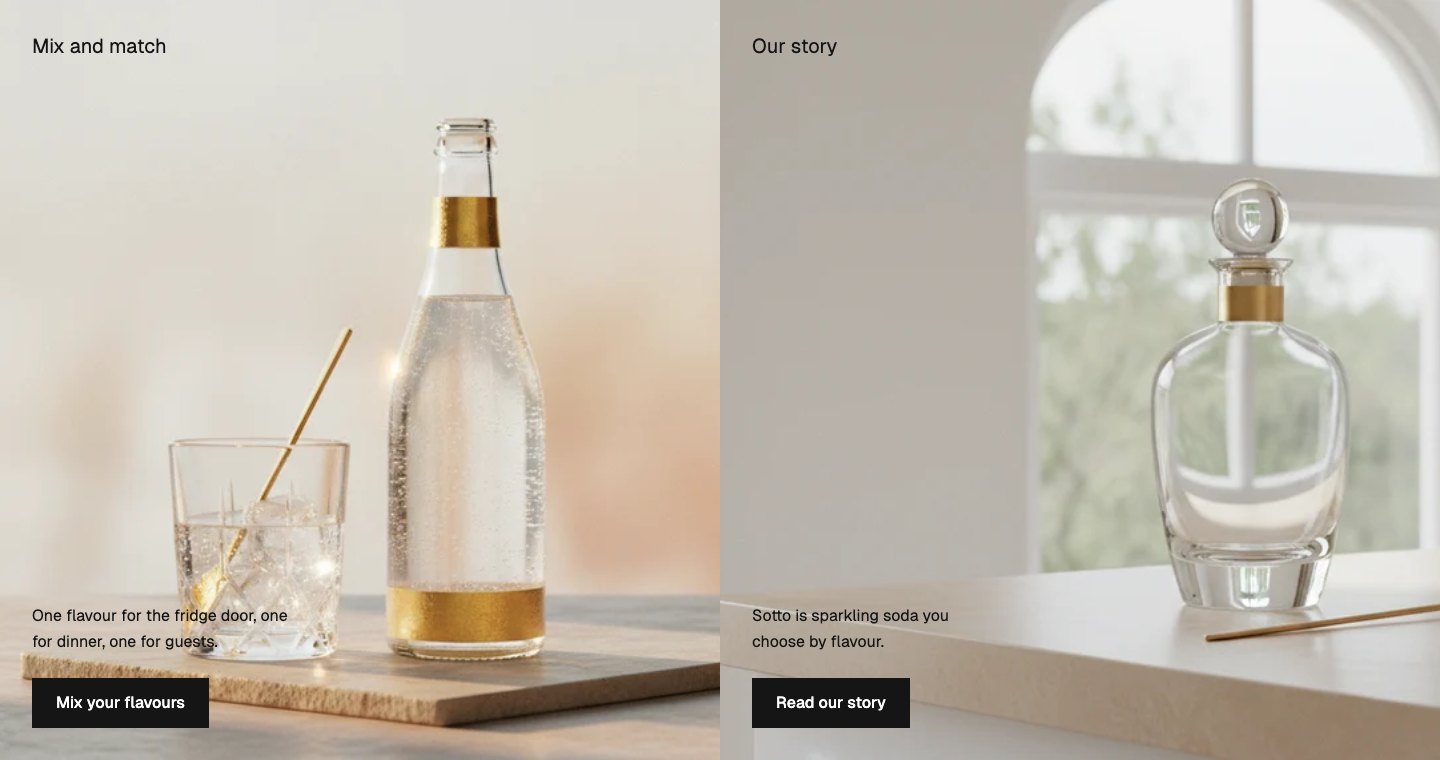 Mix and match
One flavour for the fridge door, one
for dinner, one for guests.
Mix your flavours
Our story
Sotto is sparkling soda you
choose by flavour.
Read our story